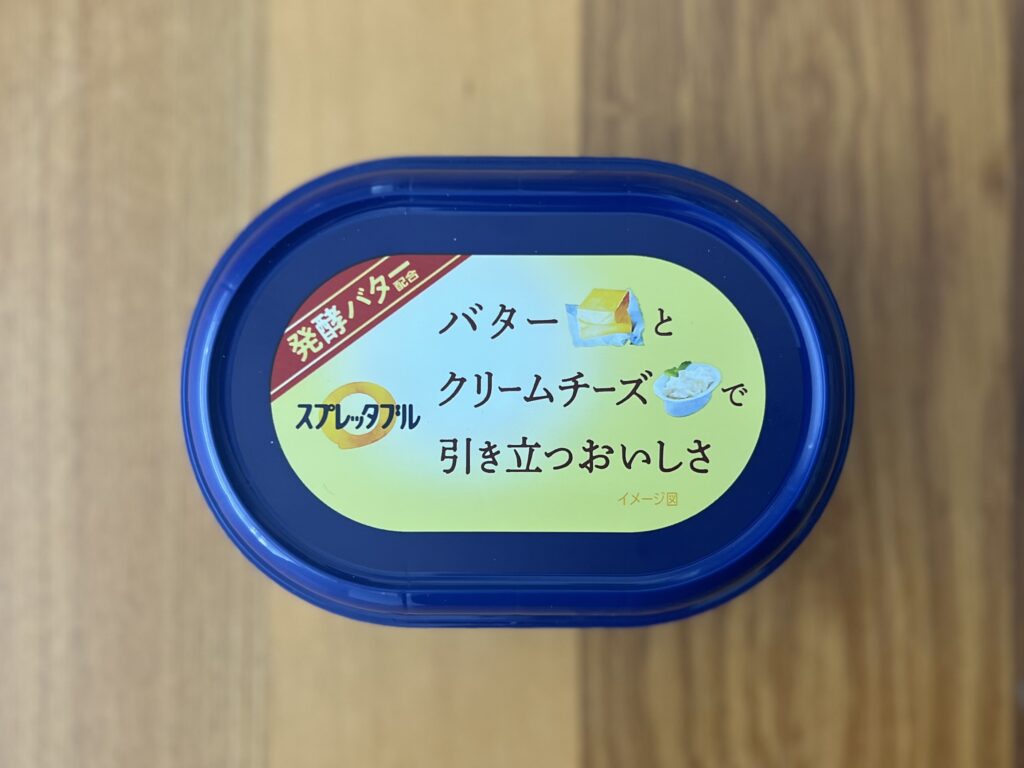 発酵バター配合
スプレッタブル
バターと
クリームチーズで
引き立つおいしさ
イメージ図